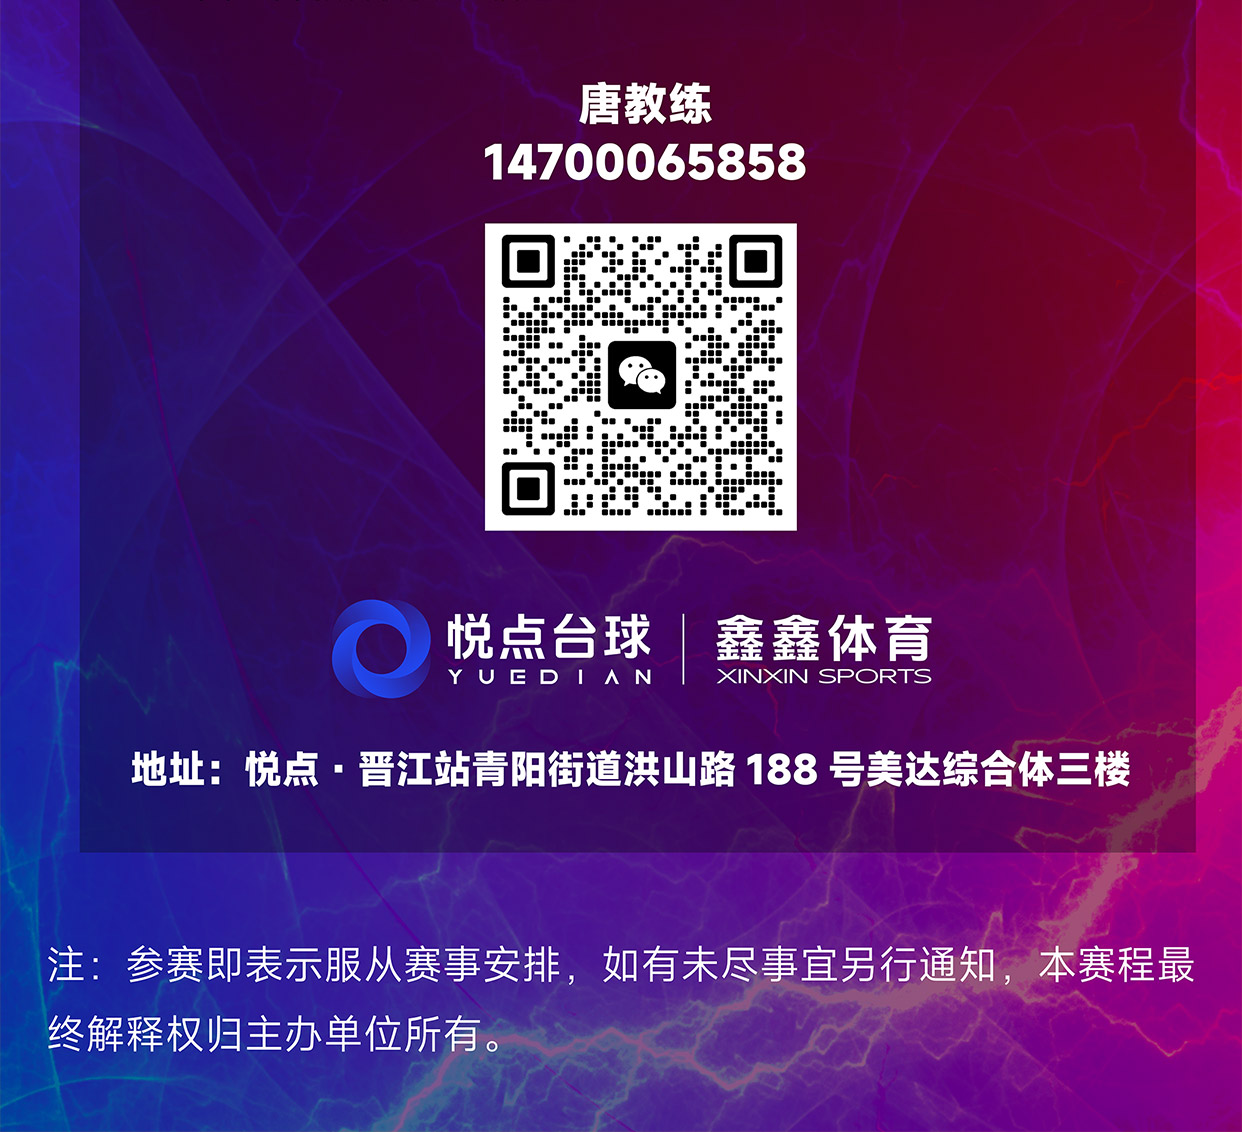 唐教练
14700065858
悦点台球
YUEDIAN
鑫鑫体育
XINXIN SPORTS
地址：悦点·晋江站青阳街道洪山路 188 号美达综合体三楼
注：参赛即表示服从赛事安排，如有未尽事宜另行通知，本赛程最
终解释权归主办单位所有。